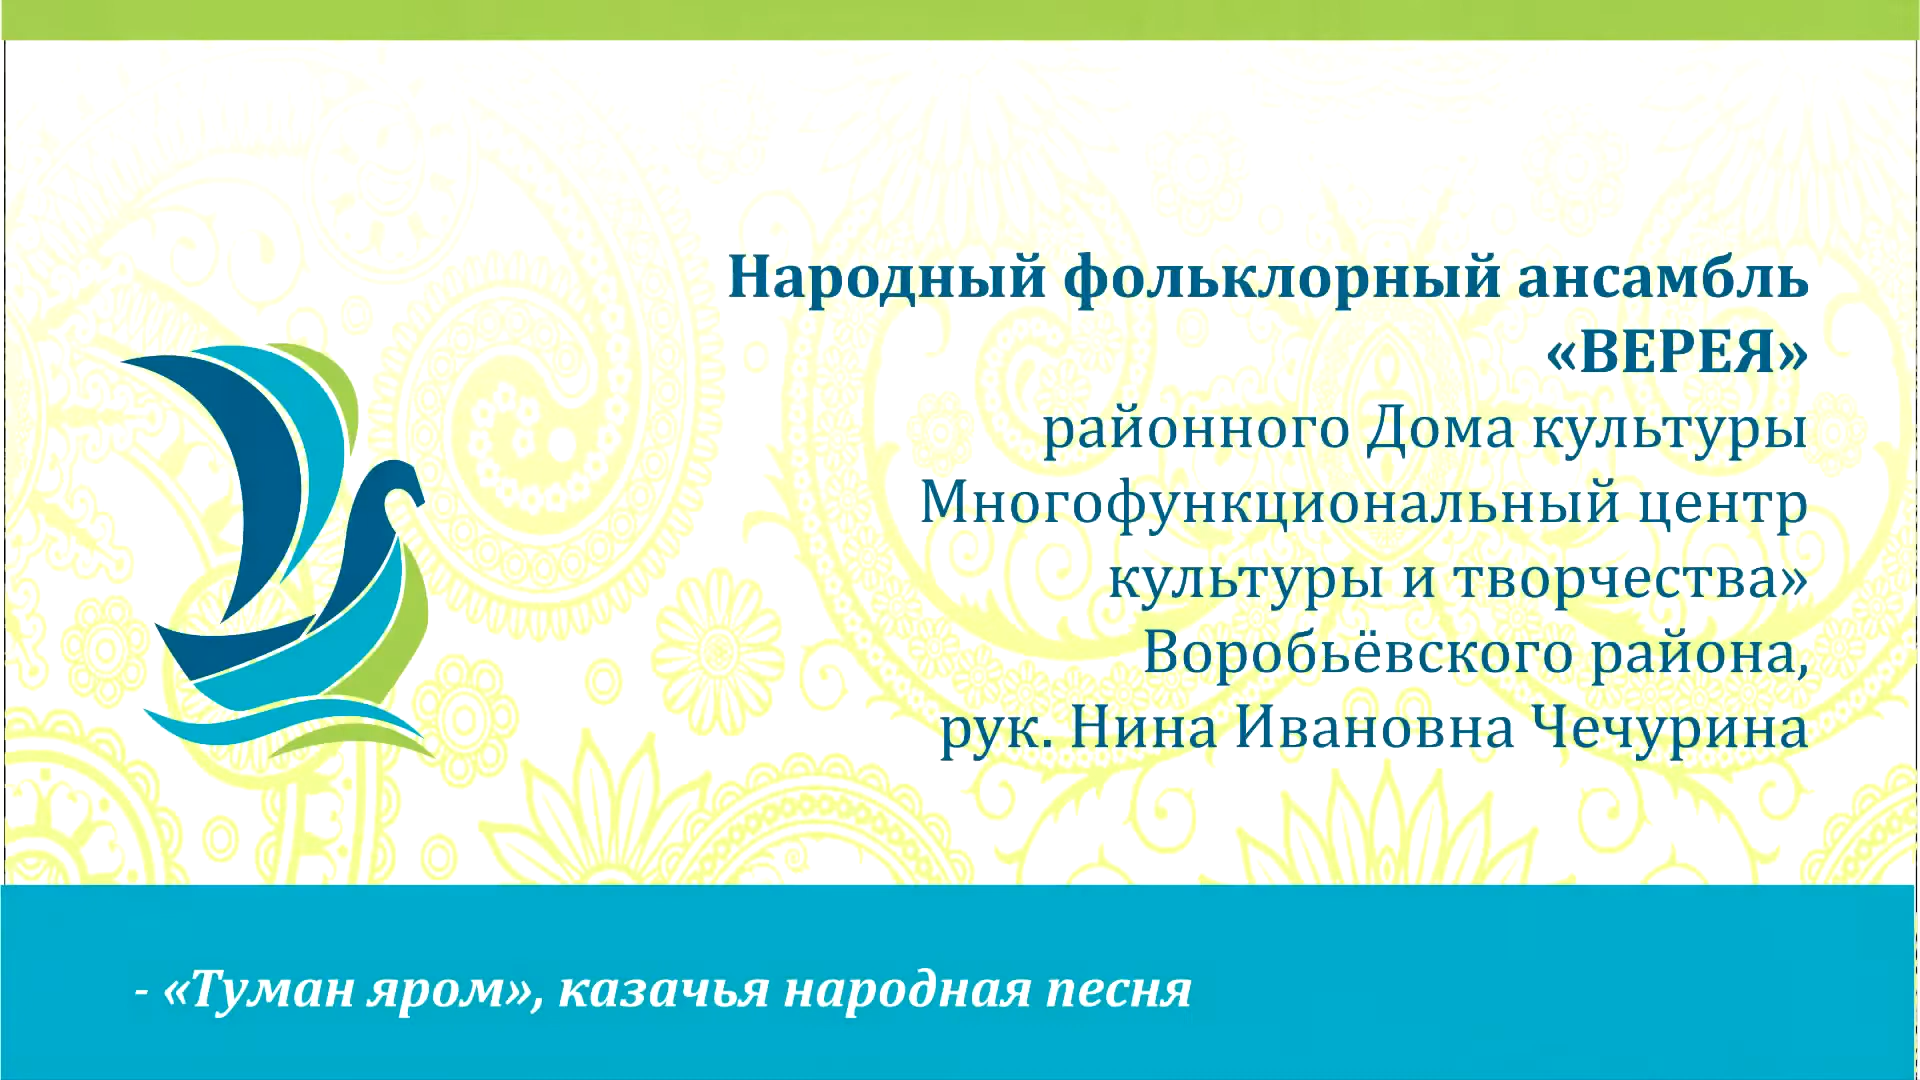 Народный фольклорный ансамбль
«ВЕРЕЯ»
районного Дома культуры
Многофункциональный центр
культуры и творчества»
Воробьёвского района,
рук. Нина Ивановна Чечурина
- «Туман яром», казачья народная песня